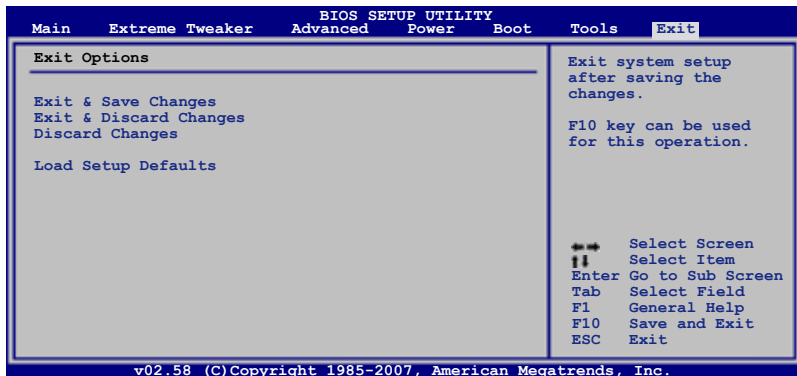 BIOS SETUP UTILITY
Main Extreme Tweaker Advanced Power Boot Tools Exit
Exit Options
Exit & Save Changes
Exit & Discard Changes
Discard Changes
Load Setup Defaults
Exit system setup
after saving the
changes.
F10 key can be used
for this operation.
←→ Select Screen
↑↓ Select Item
Enter Go to Sub Screen
Tab Select Field
F1 General Help
F10 Save and Exit
ESC Exit
v02.58 (C)Copyright 1985-2007, American Megatrends, Inc.